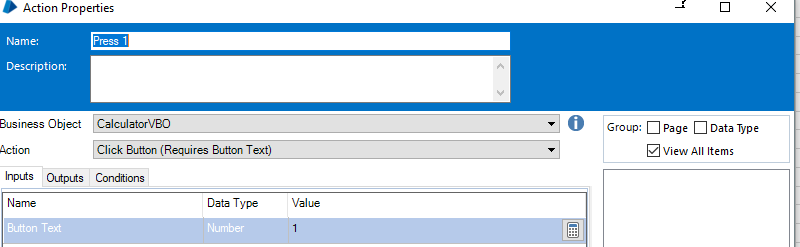 Action Properties
Name: Press 1
Description:
Business Object CalculatorVBO
Action Click Button (Requires Button Text)
Group: Page Data Type
View All Items
Inputs Outputs Conditions
Name Data Type Value
Button Text Number 1